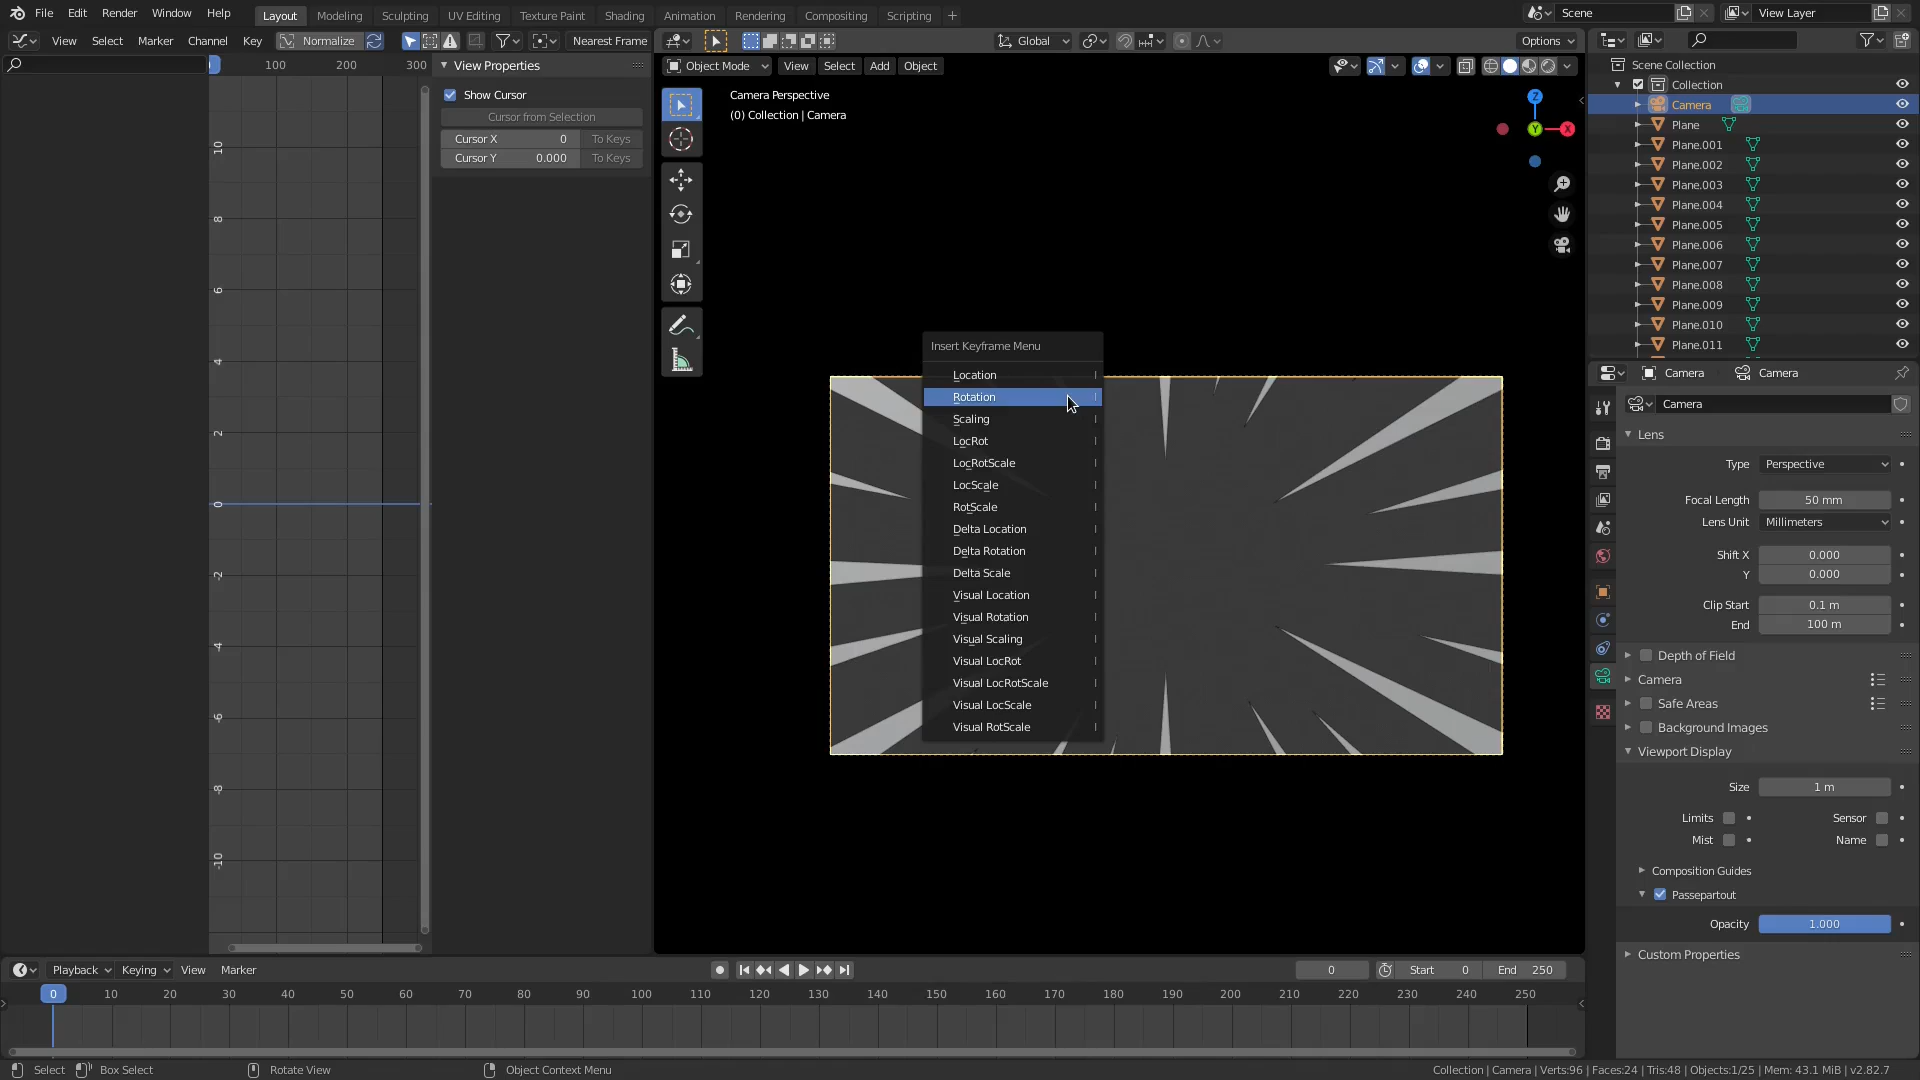 File Edit Render Window Help Layout Modeling Sculpting UV Editing Texture Paint Shading Animation Rendering Compositing Scripting + Scene View Layer
View Select Marker Channel Key Normalize Nearest Frame Global Options
100 200 300 View Properties Object Mode View Select Add Object Scene Collection
Collection
Show Cursor Camera Perspective Camera
Cursor from Selection (0) Collection | Camera Plane
Cursor X 0 To Keys Plane.001
Cursor Y 0.000 To Keys Plane.002
Z
Y
X
Plane.003
Plane.004
Plane.005
Plane.006
Plane.007
Plane.008
Plane.009
Plane.010
Plane.011
10
8
6
4
2
0
-2
-4
-6
-8
-10
Insert Keyframe Menu
Location I
Rotation I
Scaling I
LocRot I
LocRotScale I
LocScale I
RotScale I
Delta Location I
Delta Rotation I
Delta Scale I
Visual Location I
Visual Rotation I
Visual Scaling I
Visual LocRot I
Visual LocRotScale I
Visual LocScale I
Visual RotScale I
Camera Camera
Camera
Lens
Type Perspective
Focal Length 50 mm
Lens Unit Millimeters
Shift X 0.000
Y 0.000
Clip Start 0.1 m
End 100 m
Depth of Field
Camera
Safe Areas
Background Images
Viewport Display
Size 1 m
Limits Sensor
Mist Name
Composition Guides
Passepartout
Opacity 1.000
Custom Properties
Playback Keying View Marker 0 Start 0 End 250
0 10 20 30 40 50 60 70 80 90 100 110 120 130 140 150 160 170 180 190 200 210 220 230 240 250
Select Box Select Rotate View Object Context Menu Collection | Camera | Verts:96 | Faces:24 | Tris:48 | Objects:1/25 | Mem: 43.1 MiB | v2.82.7